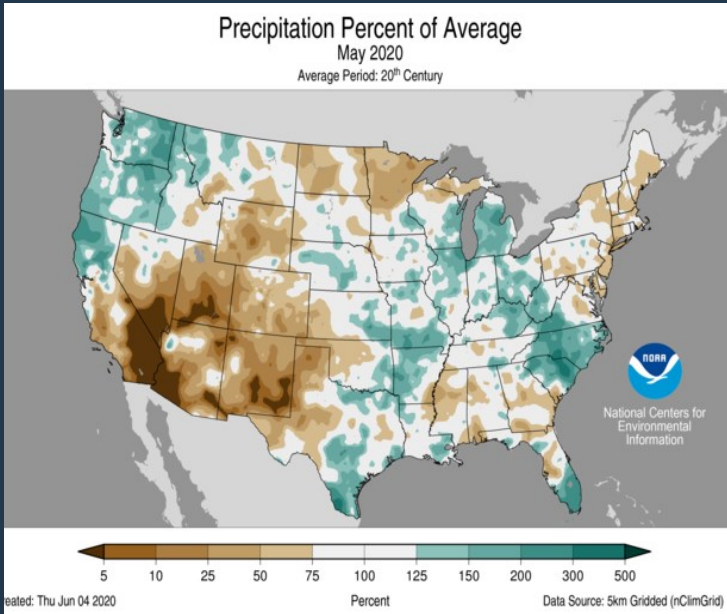 Precipitation Percent of Average
May 2020
Average Period: 20th Century
NOAA
National Centers for
Environmental
Information
5 10 25 50 75 100 125 150 200 300 500
reated: Thu Jun 04 2020 Percent Data Source: 5km Gridded (nClimGrid)